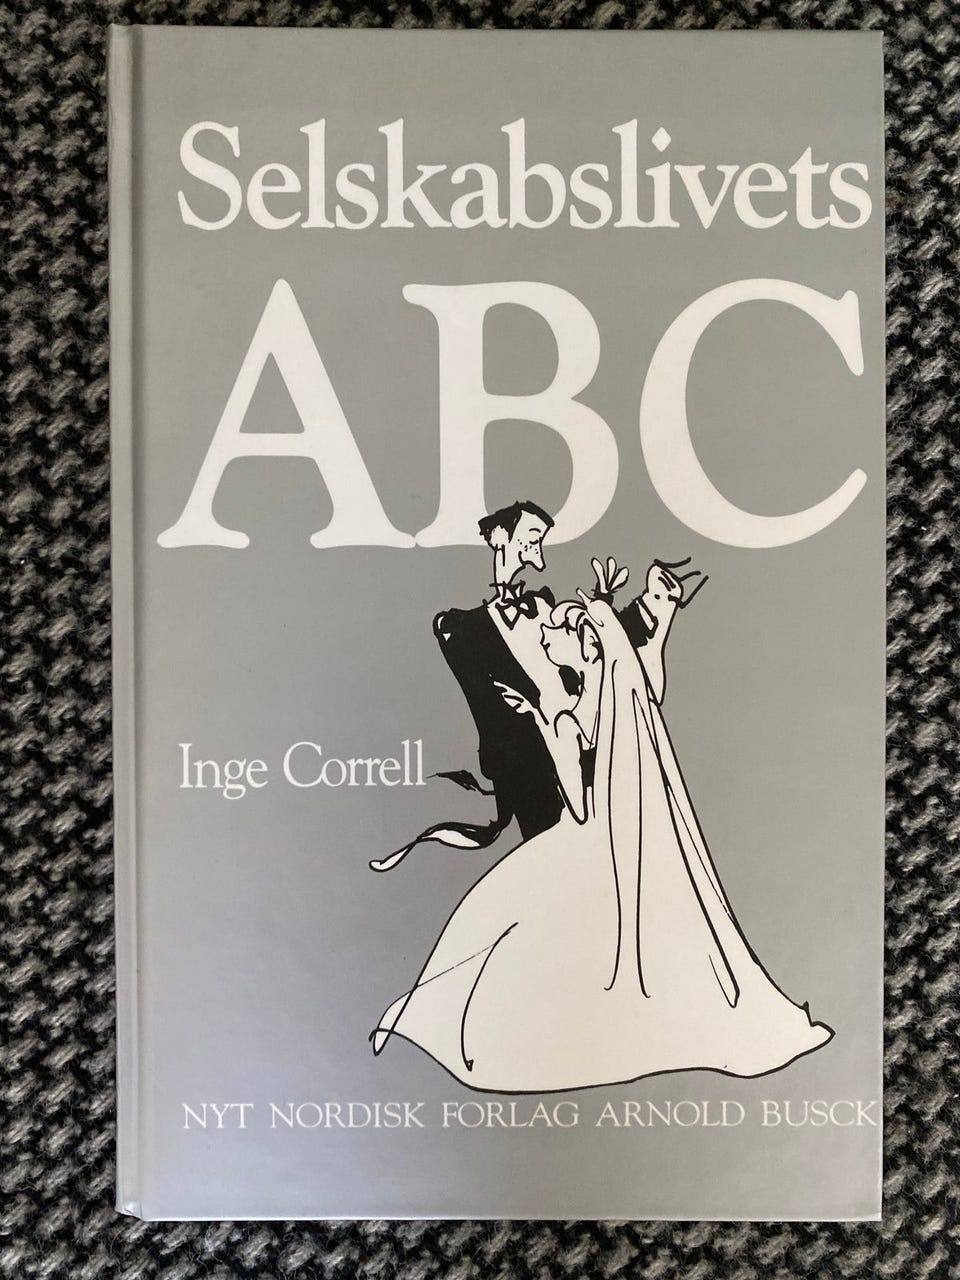 Selskabslivets
ABC
Inge Correll
NYT NORDISK FORLAG ARNOLD BUSCK